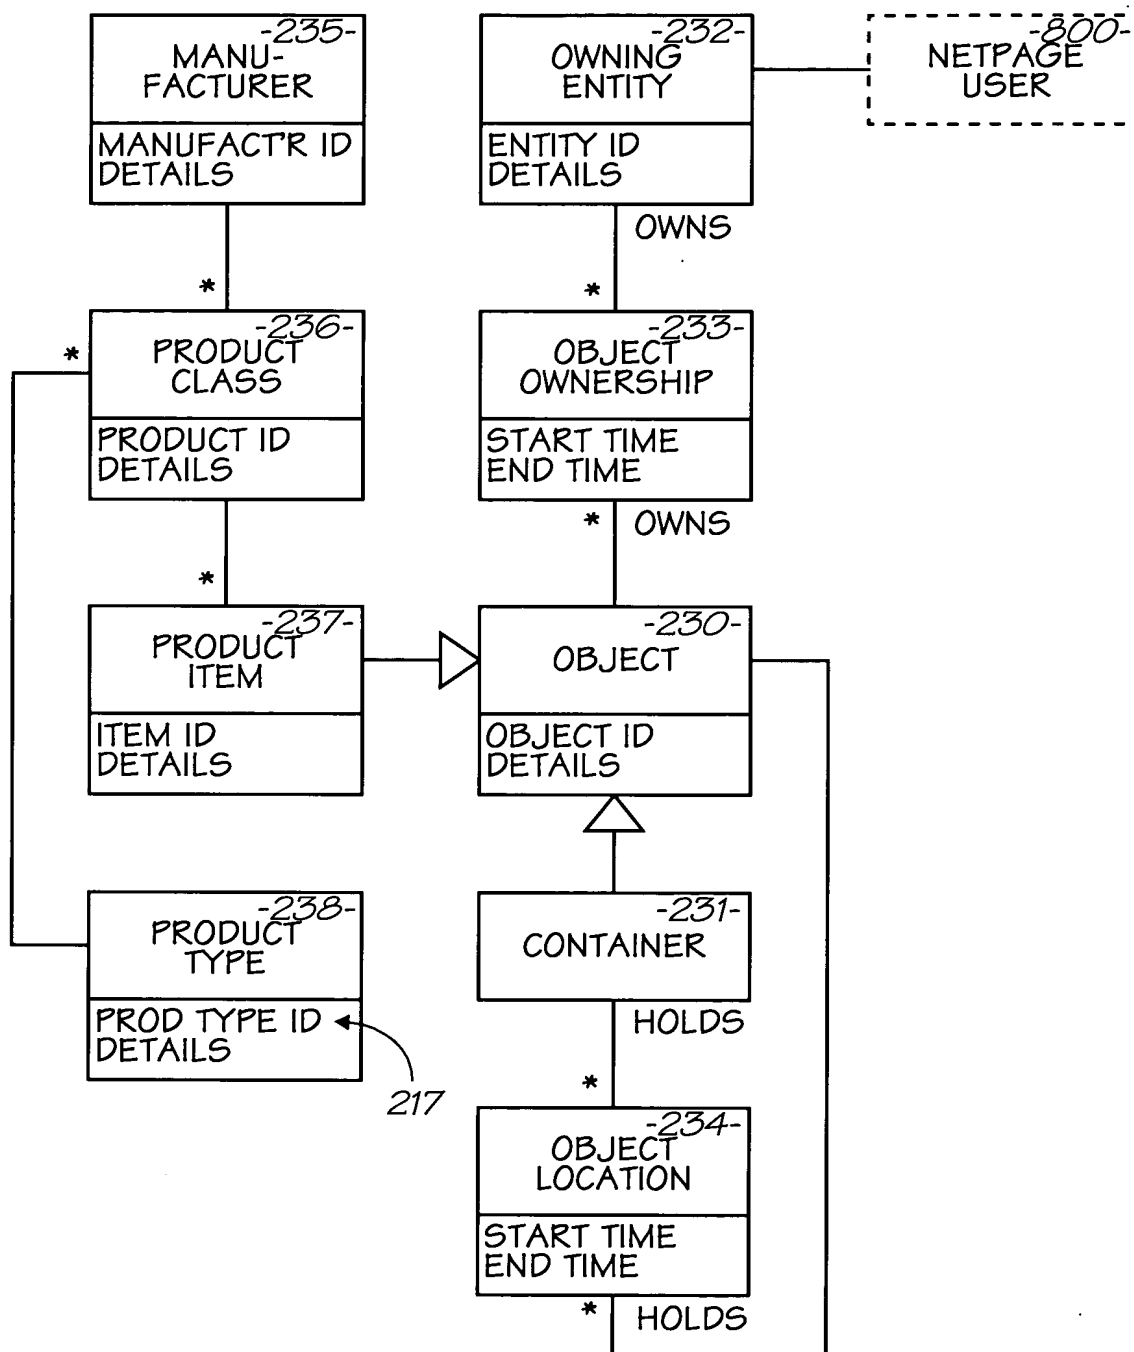 -235-
MANU-
FACTURER
MANUFACT'R ID
DETAILS
-232-
OWNING
ENTITY
ENTITY ID
DETAILS
-800-
NETPAGE
USER
OWNS
*
*
-236-
PRODUCT
CLASS
PRODUCT ID
DETAILS
*
-233-
OBJECT
OWNERSHIP
START TIME
END TIME
* OWNS
*
-237-
PRODUCT
ITEM
ITEM ID
DETAILS
-230-
OBJECT
OBJECT ID
DETAILS
-238-
PRODUCT
TYPE
PROD TYPE ID
DETAILS
217
-231-
CONTAINER
HOLDS
*
-234-
OBJECT
LOCATION
START TIME
END TIME
* HOLDS